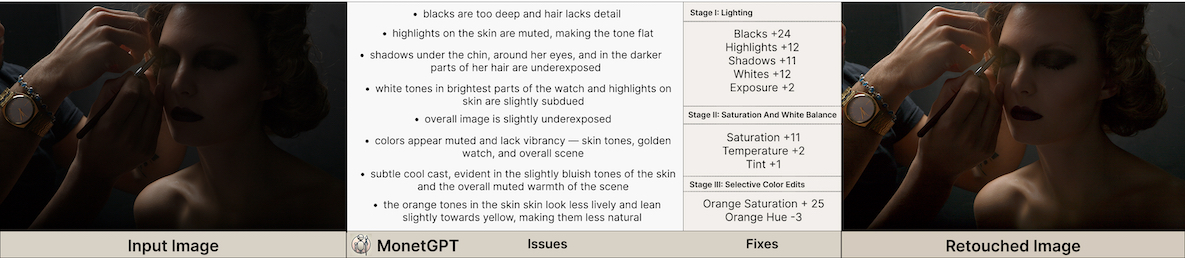 • blacks are too deep and hair lacks detail
• highlights on the skin are muted, making the tone flat
• shadows under the chin, around her eyes, and in the darker
parts of her hair are underexposed
• white tones in brightest parts of the watch and highlights on
skin are slightly subdued
• overall image is slightly underexposed
• colors appear muted and lack vibrancy — skin tones, golden
watch, and overall scene
• subtle cool cast, evident in the slightly bluish tones of the skin
and the overall muted warmth of the scene
• the orange tones in the skin skin look less lively and lean
slightly towards yellow, making them less natural
Stage I: Lighting
Blacks +24
Highlights +12
Shadows +11
Whites +12
Exposure +2
Stage II: Saturation And White Balance
Saturation +11
Temperature +2
Tint +1
Stage III: Selective Color Edits
Orange Saturation + 25
Orange Hue -3
Input Image
MonetGPT
Issues
Fixes
Retouched Image